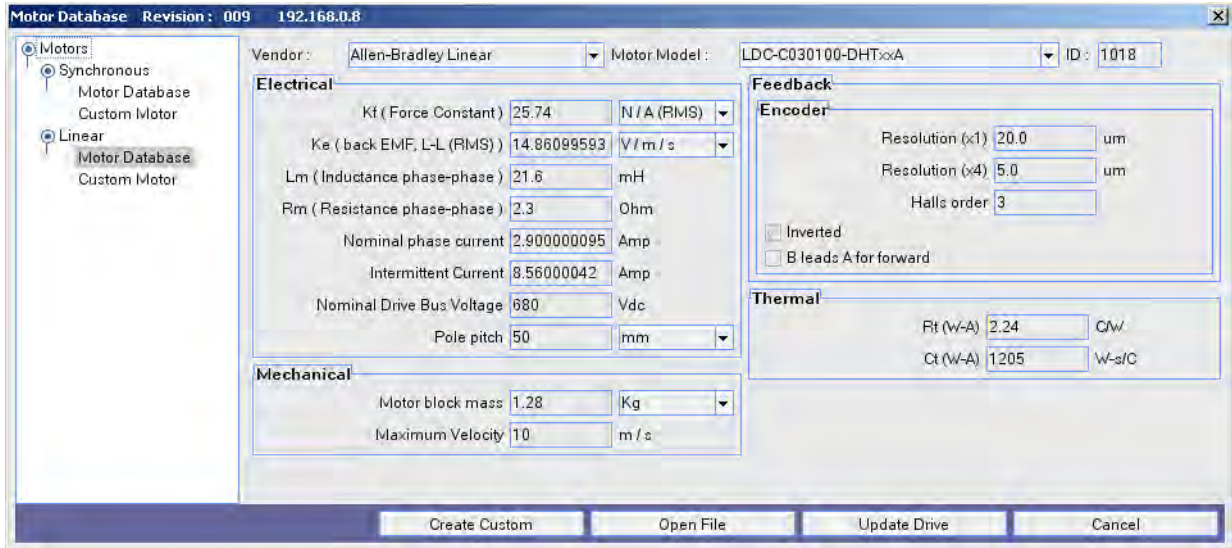 Motor Database Revision : 009 192.168.0.8
Motors
Synchronous
Motor Database
Custom Motor
Linear
Motor Database
Custom Motor
Vendor : Allen-Bradley Linear Motor Model : LDC-C030100-DHTxxA ID : 1018
Electrical
Kf ( Force Constant ) 25.74 N / A (RMS)
Ke ( back EMF, L-L (RMS) ) 14.86099593 V / m / s
Lm ( Inductance phase-phase ) 21.6 mH
Rm ( Resistance phase-phase ) 2.3 Ohm
Nominal phase current 2.900000095 Amp
Intermittent Current 8.56000042 Amp
Nominal Drive Bus Voltage 680 Vdc
Pole pitch 50 mm
Mechanical
Motor block mass 1.28 Kg
Maximum Velocity 10 m / s
Feedback
Encoder
Resolution (x1) 20.0 um
Resolution (x4) 5.0 um
Halls order 3
Inverted
B leads A for forward
Thermal
Rt (W-A) 2.24 C/W
Ct (W-A) 1205 W-s/C
Create Custom Open File Update Drive Cancel